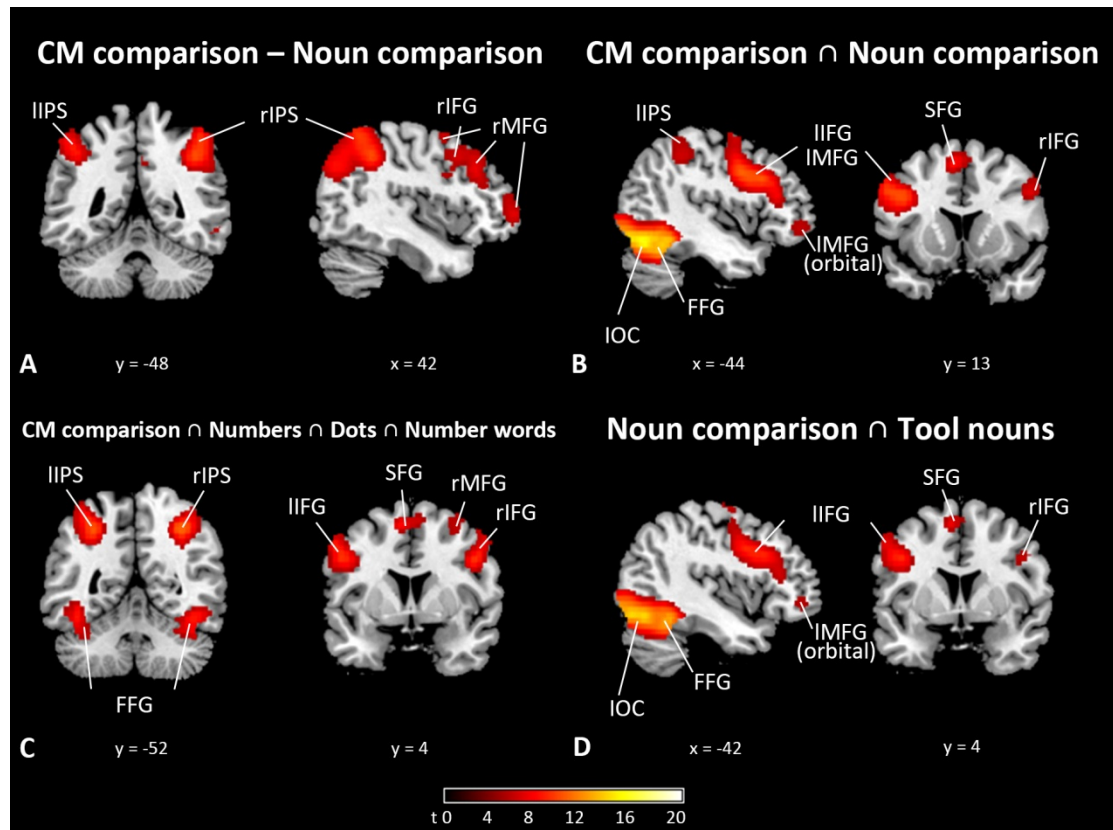 CM comparison – Noun comparison
lIPS
rIPS
rIFG
rMFG
A
y = -48
x = 42
CM comparison ∩ Noun comparison
lIPS
lIFG
lMFG
SFG
rIFG
lMFG
(orbital)
FFG
IOC
B
x = -44
y = 13
CM comparison ∩ Numbers ∩ Dots ∩ Number words
lIPS
rIPS
lIFG
SFG
rMFG
rIFG
FFG
C
y = -52
y = 4
Noun comparison ∩ Tool nouns
lIFG
SFG
rIFG
lMFG
(orbital)
FFG
IOC
D
x = -42
y = 4
t 0 4 8 12 16 20